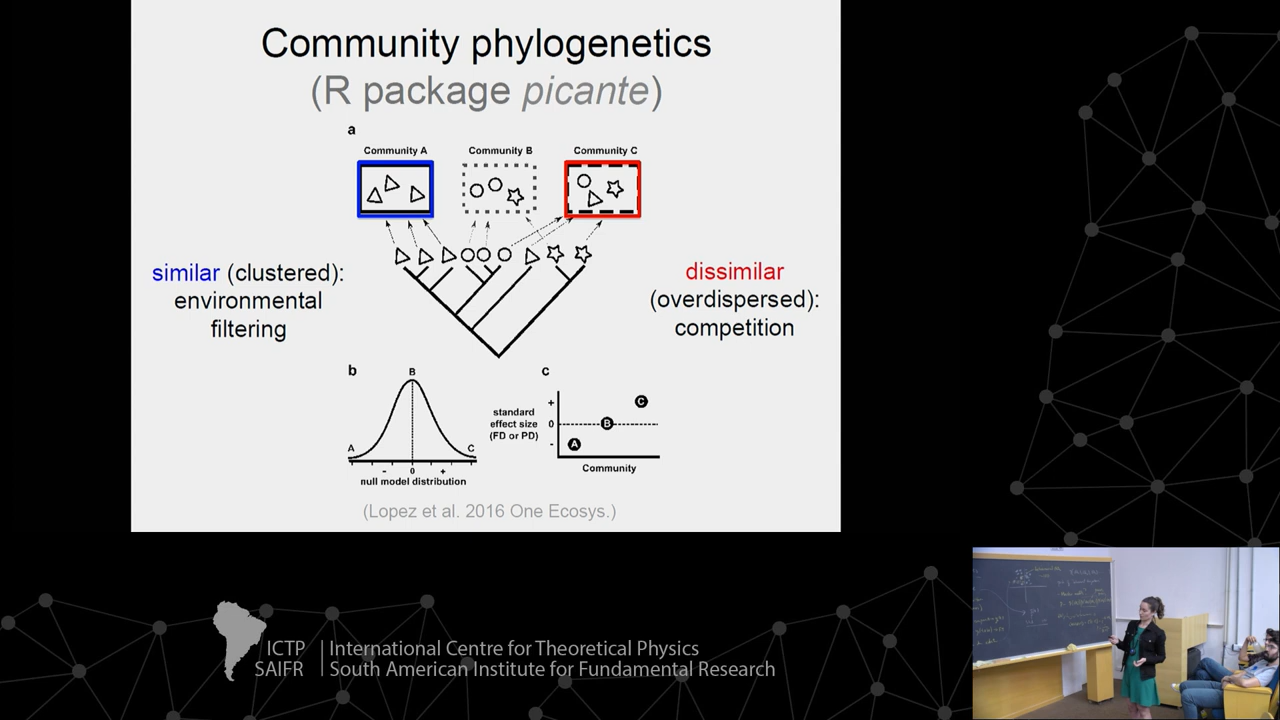 Community phylogenetics
(R package picante)
a
Community A
Community B
Community C
similar (clustered):
environmental
filtering
dissimilar
(overdispersed):
competition
b
B
A
C
- 0 +
null model distribution
c
standard
effect size
(FD or PD)
+
0
-
A
B
C
Community
(Lopez et al. 2016 One Ecosys.)
ICTP
SAIFR
International Centre for Theoretical Physics
South American Institute for Fundamental Research